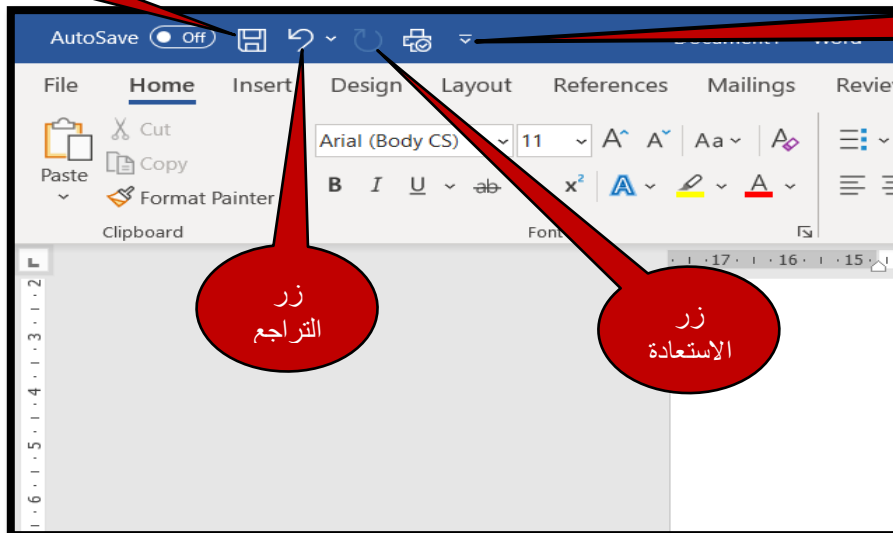 AutoSave Off
File Home Insert Design Layout References Mailings
Cut
Copy
Paste
Format Painter
Clipboard
Arial (Body CS) 11 A A Aa A
B I U ab x² A A
Font
17 16 15
2 3 4 5 6
زر
التراجع
زر
الاستعادة